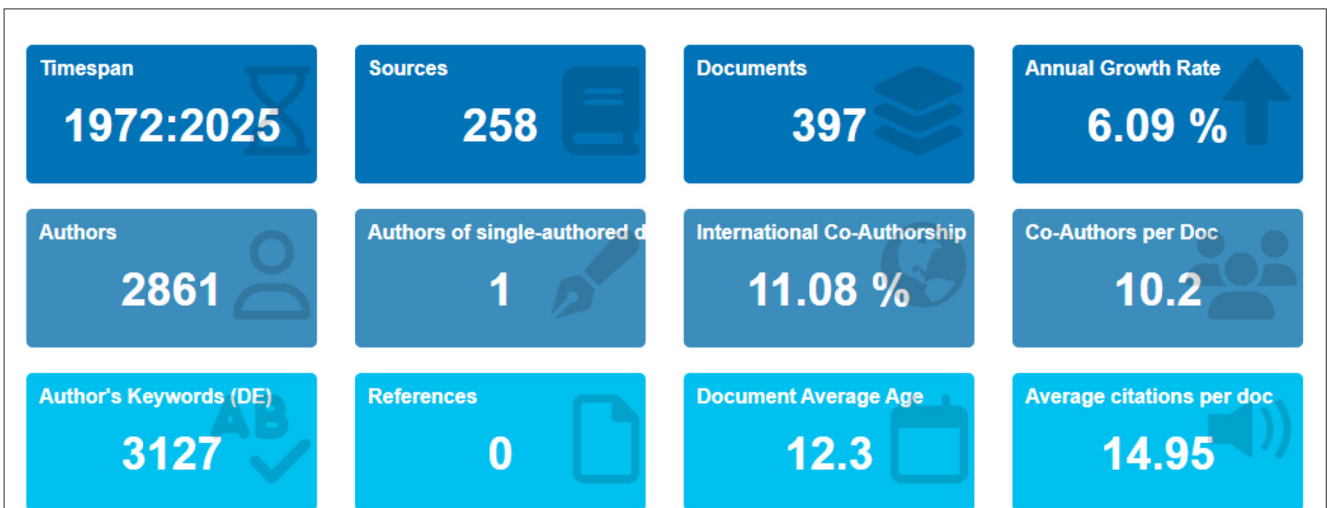 Timespan
1972:2025
Sources
258
Documents
397
Annual Growth Rate
6.09 %
Authors
2861
Authors of single-authored d
1
International Co-Authorship
11.08 %
Co-Authors per Doc
10.2
Author's Keywords (DE)
3127
AB
References
0
Document Average Age
12.3
Average citations per doc
14.95